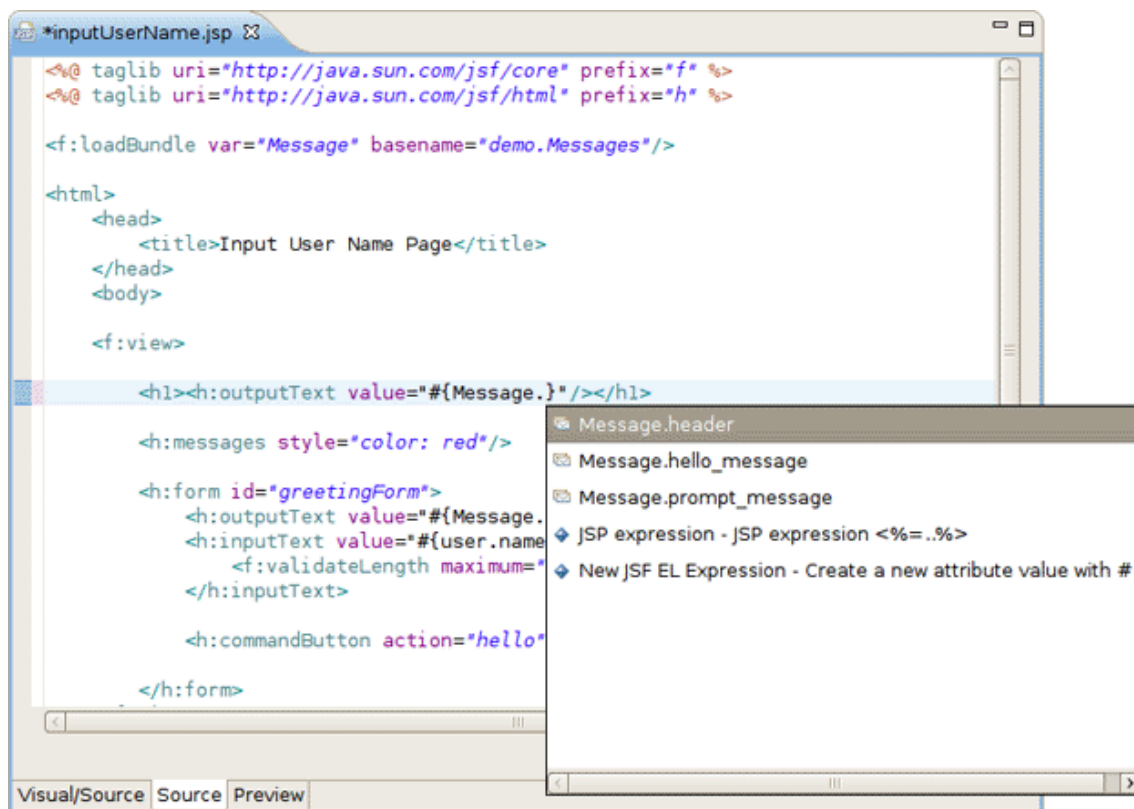 *inputUserName.jsp
<%@ taglib uri="http://java.sun.com/jsf/core" prefix="f" %>
<%@ taglib uri="http://java.sun.com/jsf/html" prefix="h" %>
<f:loadBundle var="Message" basename="demo.Messages"/>
<html>
<head>
<title>Input User Name Page</title>
</head>
<body>
<f:view>
<h1><h:outputText value="#{Message.}"/></h1>
<h:messages style="color: red"/>
<h:form id="greetingForm">
<h:outputText value="#{Message.
<h:inputText value="#{user.name
<f:validateLength maximum="
</h:inputText>
<h:commandButton action="hello"
</h:form>
Message.header
Message.hello_message
Message.prompt_message
JSP expression - JSP expression <%=..%>
New JSF EL Expression - Create a new attribute value with #
Visual/Source Source Preview